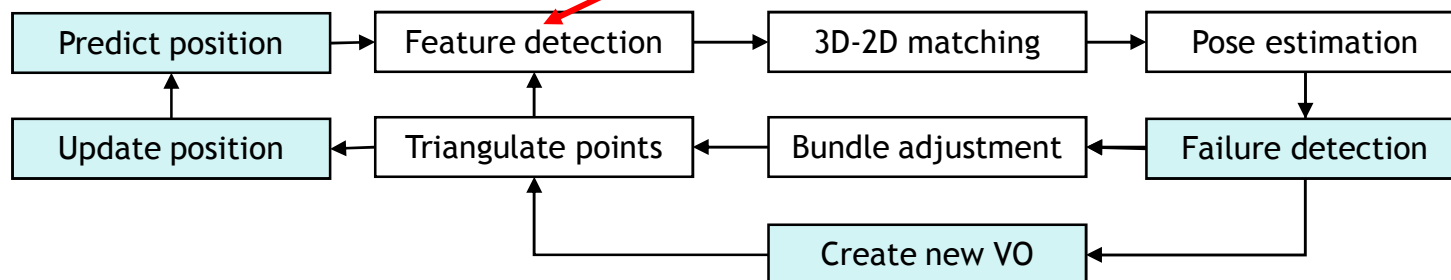 Predict position
Feature detection
3D-2D matching
Pose estimation
Update position
Triangulate points
Bundle adjustment
Failure detection
Create new VO